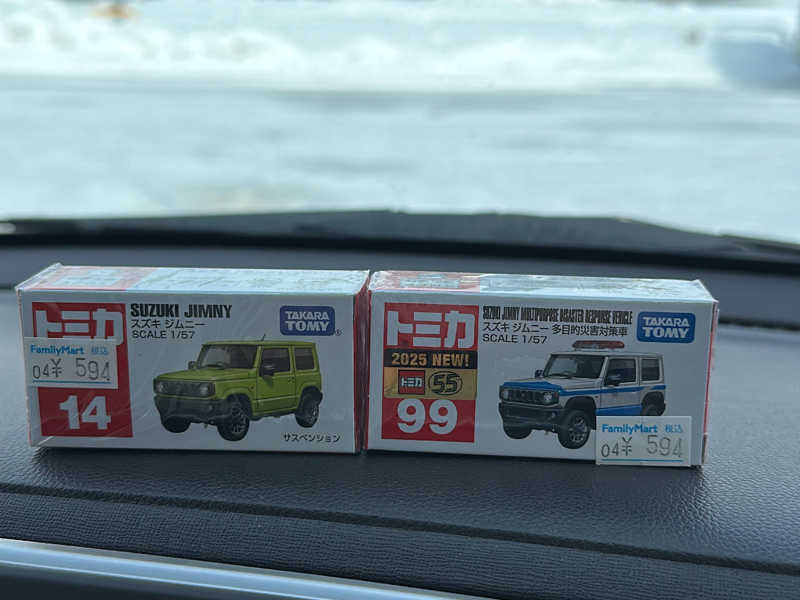 トミカ
SUZUKI JIMNY
スズキ ジムニー
SCALE 1/57
TAKARA
TOMY
®
FamilyMart 税込
04¥ 594
14
サスペンション
トミカ
SUZUKI JIMNY MULTIPURPOSE DISASTER RESPONSE VEHICLE
スズキ ジムニー 多目的災害対策車
SCALE 1/57
TAKARA
TOMY
2025 NEW!
トミカ 55
99
FamilyMart 税込
04¥ 594